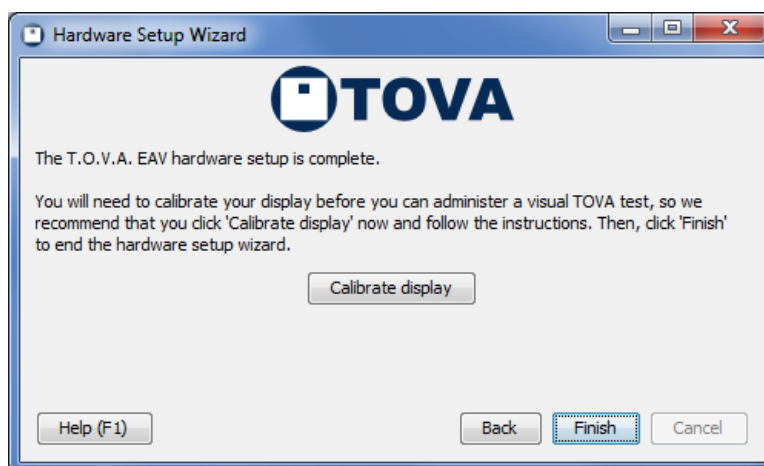 Hardware Setup Wizard
TOVA
The T.O.V.A. EAV hardware setup is complete.
You will need to calibrate your display before you can administer a visual TOVA test, so we
recommend that you click 'Calibrate display' now and follow the instructions. Then, click 'Finish'
to end the hardware setup wizard.
Calibrate display
Help (F1)
Back
Finish
Cancel